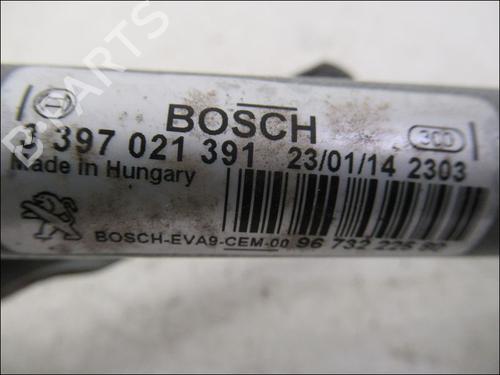 BOSCH
3CD
3 397 021 391 23/01/14 2303
Made in Hungary
BOSCH-EVA9-CEM-00 96 732 226 80
B-PARTS